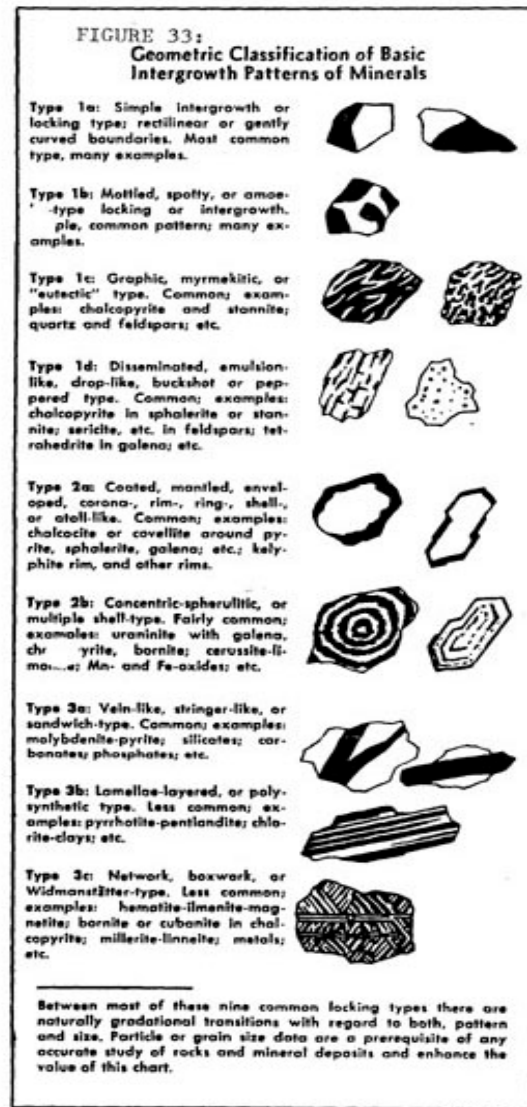 FIGURE 33:
Geometric Classification of Basic
Intergrowth Patterns of Minerals
Type 1a: Simple intergrowth or
locking type; rectilinear or gently
curved boundaries. Most common
type, many examples.
Type 1b: Mottled, spotty, or amoe-
-type locking or intergrowth.
ple, common pattern; many ex-
amples.
Type 1c: Graphic, myrmekitic, or
"eutectic" type. Common; exam-
ples: chalcopyrite and stannite;
quartz and feldspars; etc.
Type 1d: Disseminated, emulsion-
like, drop-like, buckshot or pep-
pered type. Common; examples:
chalcopyrite in sphalerite or stan-
nite; sericite, etc. in feldspars; tet-
rahedrite in galena; etc.
Type 2a: Coated, mantled, envel-
oped, corona-, rim-, ring-, shell-,
or atoll-like. Common; examples:
chalcocite or covellite around py-
rite, sphalerite, galena; etc.; kely-
phite rim, and other rims.
Type 2b: Concentric-spherulitic, or
multiple shell-type. Fairly common;
examples: uraninite with galena,
yrite, bornite; cerussite-li-
Mn- and Fe-oxides; etc.
Type 3a: Vein-like, stringer-like, or
sandwich-type. Common; examples:
molybdenite-pyrite; silicates; car-
bonates; phosphates; etc.
Type 3b: Lamellae-layered, or poly-
synthetic type. Less common; ex-
amples: pyrrhotite-pentlandite; chlo-
rite-clays; etc.
Type 3c: Network, boxwork, or
Widmanstätter-type. Less common;
examples: hematite-ilmenite-mag-
netite; bornite or cubanite in chal-
copyrite; millerite-linneite; metals;
etc.
Between most of these nine common locking types there are
naturally gradational transitions with regard to both, pattern
and size. Particle or grain size data are a prerequisite of any
accurate study of rocks and mineral deposits and enhance the
value of this chart.